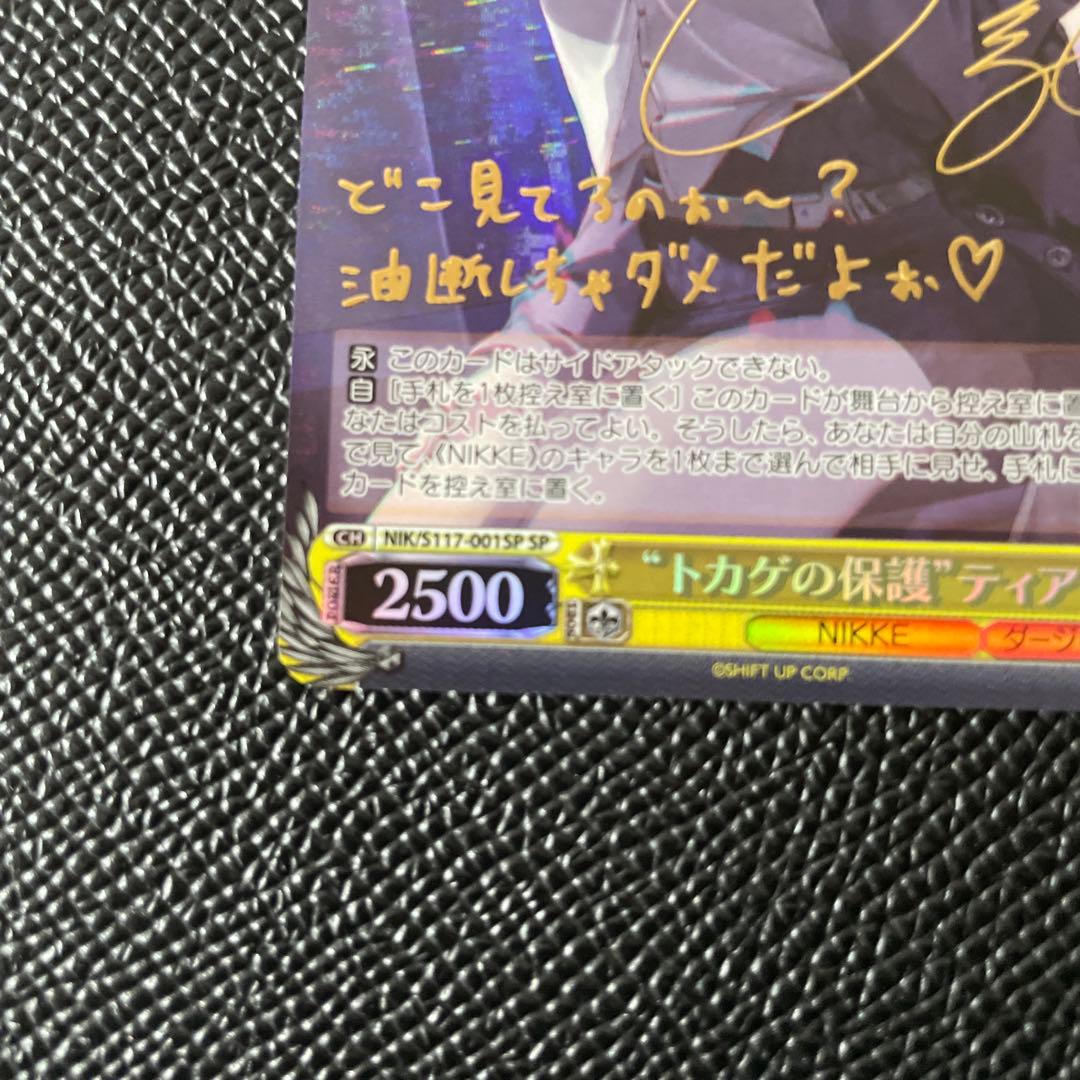 どこ見てるのぉ〜?
油断しちゃダメだよぉ♡
永 このカードはサイドアタックできない。
自 [手札を1枚控え室に置く] このカードが舞台から控え室に置
なたはコストを払ってよい。そうしたら、あなたは自分の山札を
で見て、《NIKKE》のキャラを1枚まで選んで相手に見せ、手札に
カードを控え室に置く。
CH NIK/S117-001SP SP
POWER 2500
“トカゲの保護”ティア
NIKKE ダージ
©SHIFT UP CORP.